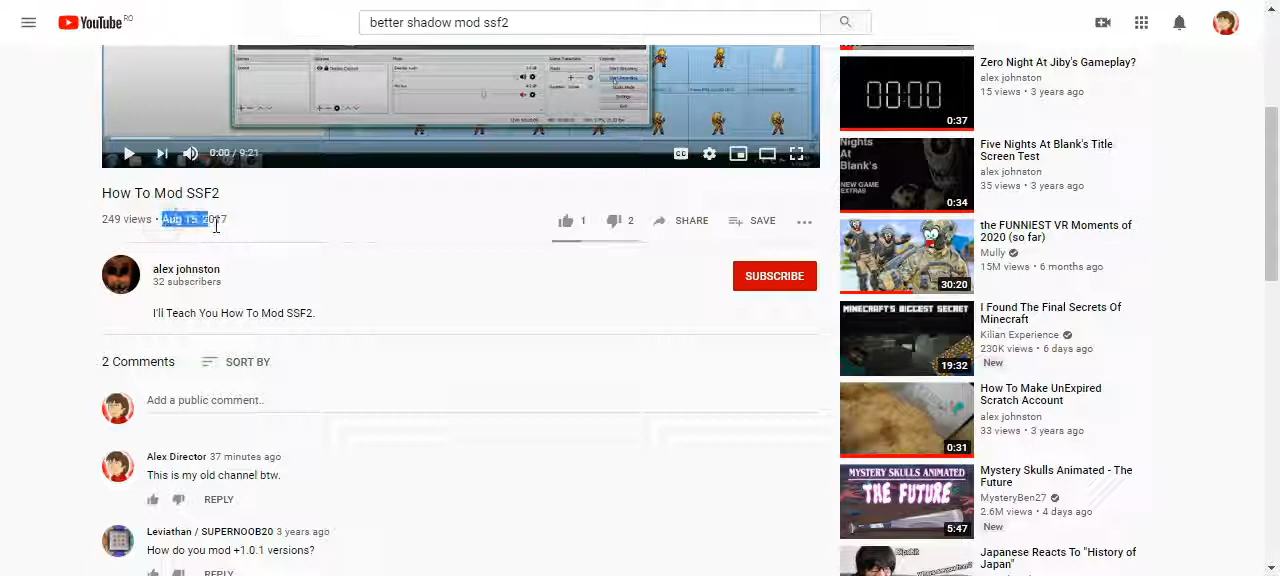 YouTube RO
better shadow mod ssf2
0:00 / 9:21
CC
How To Mod SSF2
249 views • Aug 15, 2017
1
2
SHARE
SAVE
alex johnston
32 subscribers
SUBSCRIBE
I'll Teach You How To Mod SSF2.
2 Comments
SORT BY
Add a public comment..
Alex Director 37 minutes ago
This is my old channel btw.
REPLY
Leviathan / SUPERNOOB20 3 years ago
How do you mod +1.0.1 versions?
REPLY
00:00
0:37
Zero Night At Jiby's Gameplay?
alex johnston
15 views • 3 years ago
Nights
At
Blank's
NEW GAME
EXTRAS
0:34
Five Nights At Blank's Title
Screen Test
alex johnston
35 views • 3 years ago
30:20
the FUNNIEST VR Moments of
2020 (so far)
Mully
15M views • 6 months ago
MINECRAFT'S BIGGEST SECRET
19:32
I Found The Final Secrets Of
Minecraft
Kilian Experience
230K views • 6 days ago
New
0:31
How To Make UnExpired
Scratch Account
alex johnston
33 views • 3 years ago
MYSTERY SKULLS ANIMATED
THE FUTURE
5:47
Mystery Skulls Animated - The
Future
MysteryBen27
2.6M views • 4 days ago
New
Japanese Reacts To "History of
Japan"